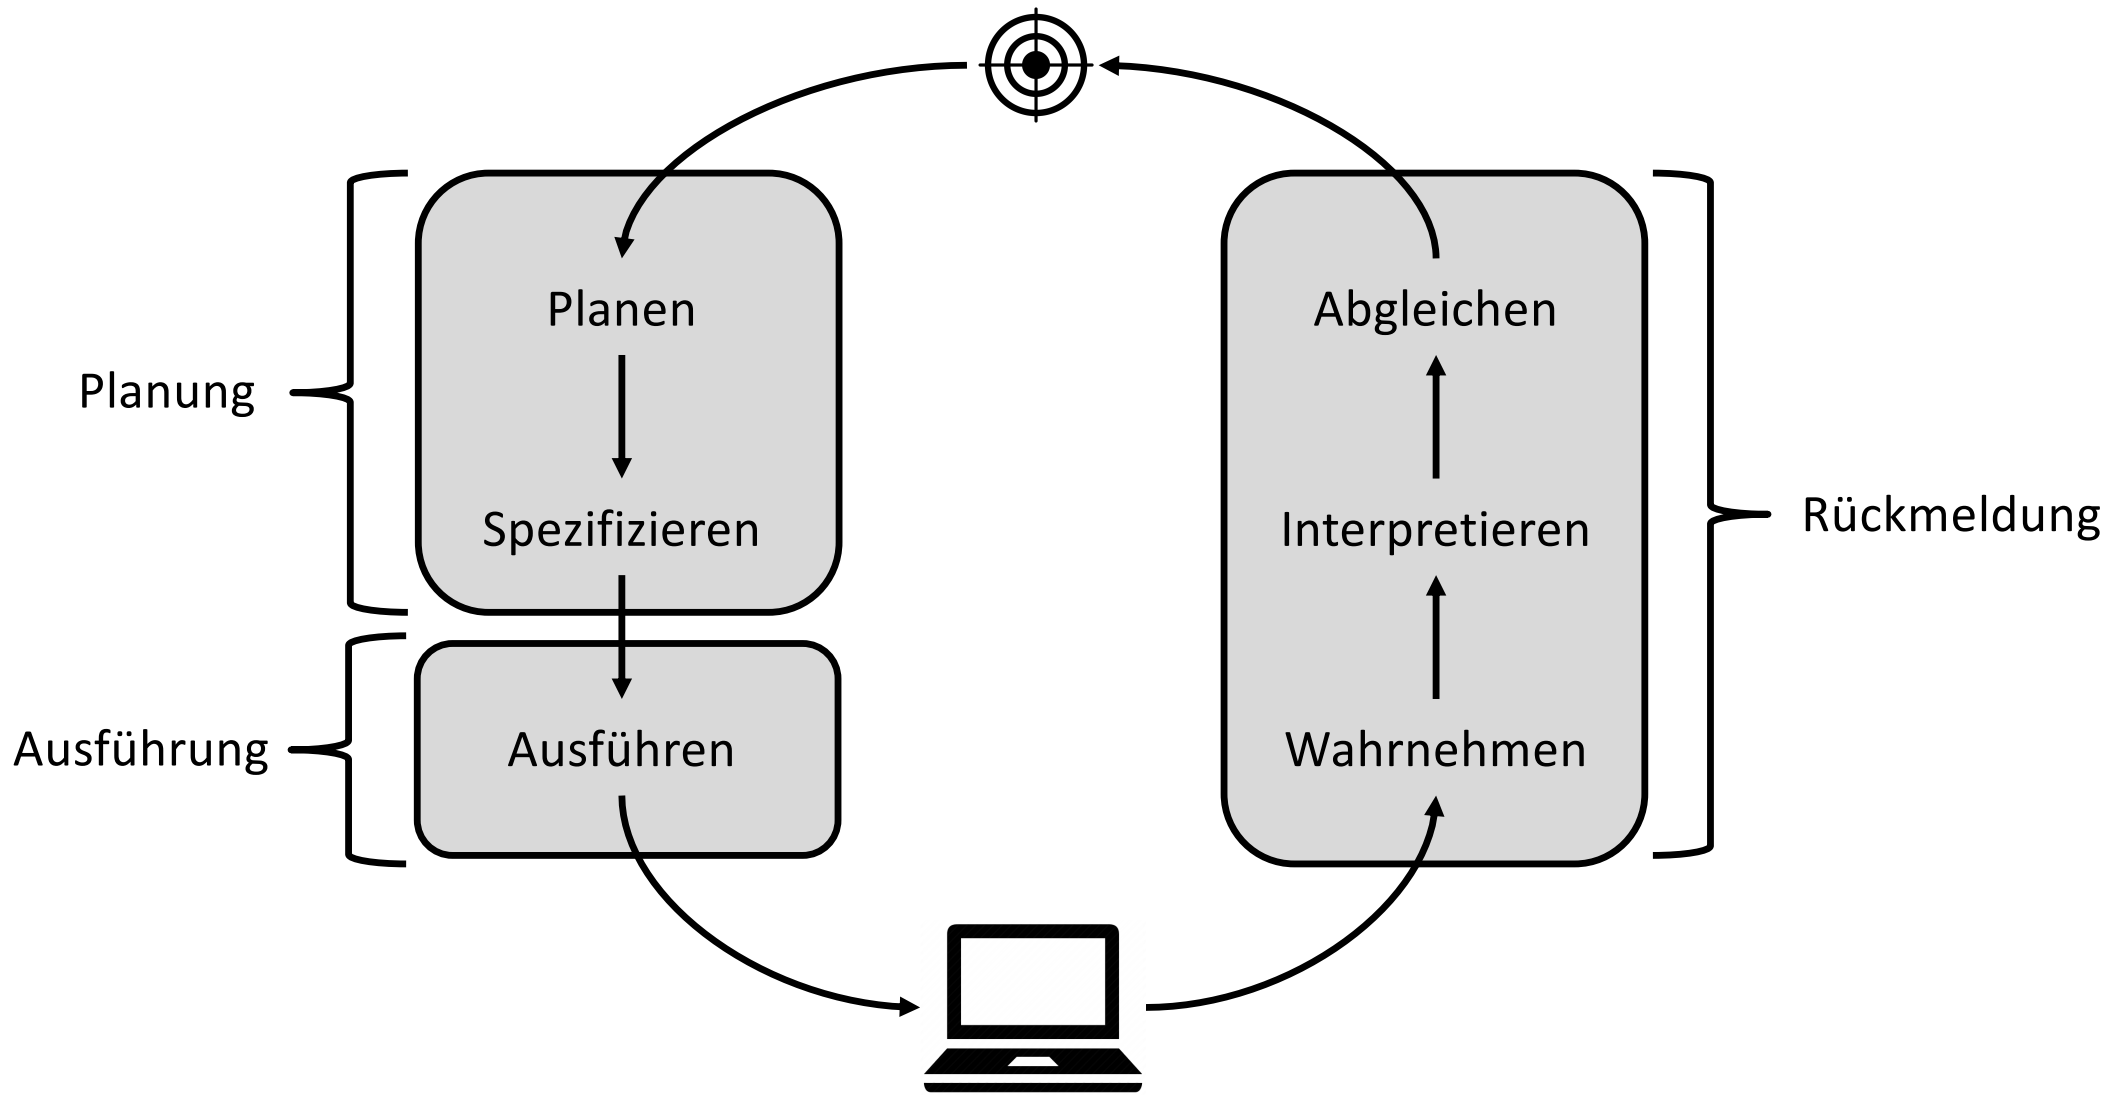 Planung
Ausführung
Planen
Spezifizieren
Ausführen
Abgleichen
Interpretieren
Wahrnehmen
Rückmeldung